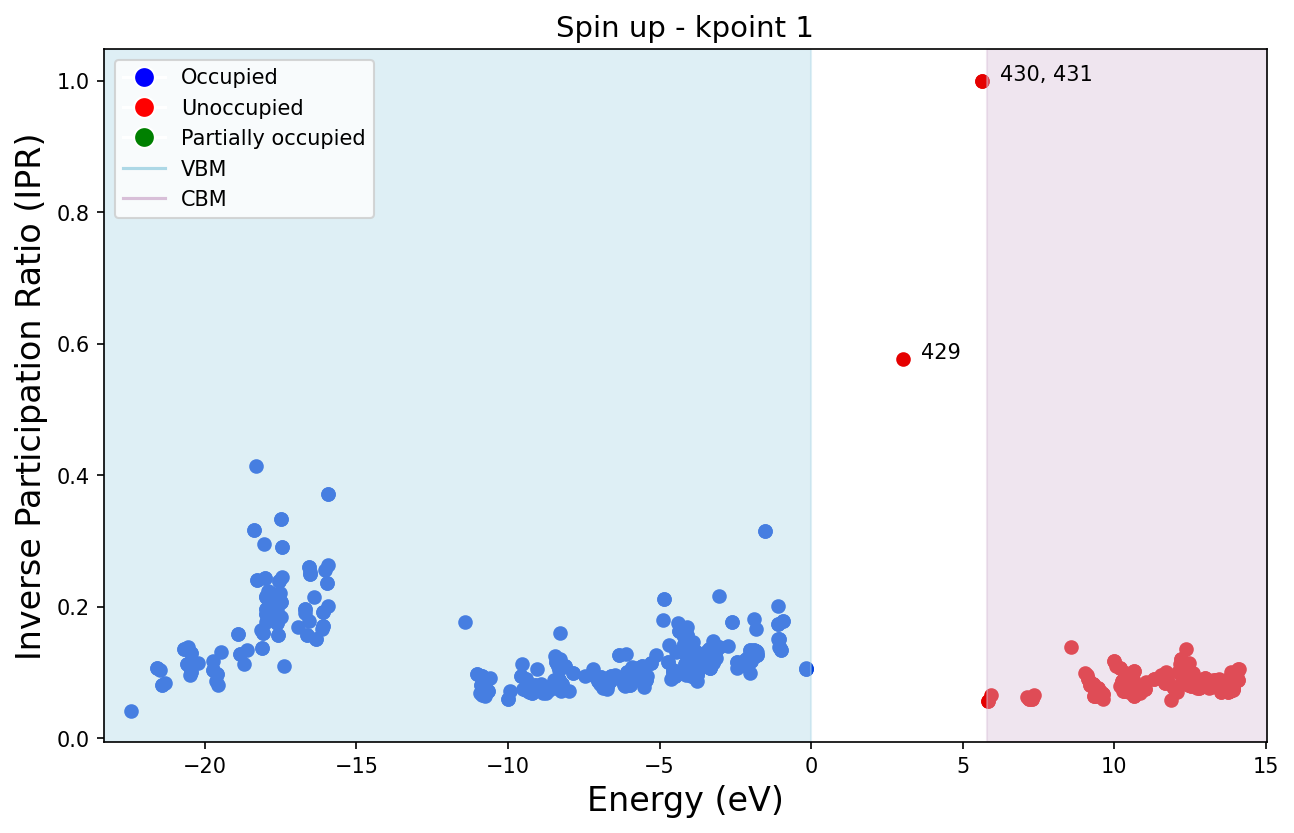 Spin up - kpoint 1
Inverse Participation Ratio (IPR)
1.0
0.8
0.6
0.4
0.2
0.0
Occupied
Unoccupied
Partially occupied
VBM
CBM
430, 431
429
−20
−15
−10
−5
0
5
10
15
Energy (eV)